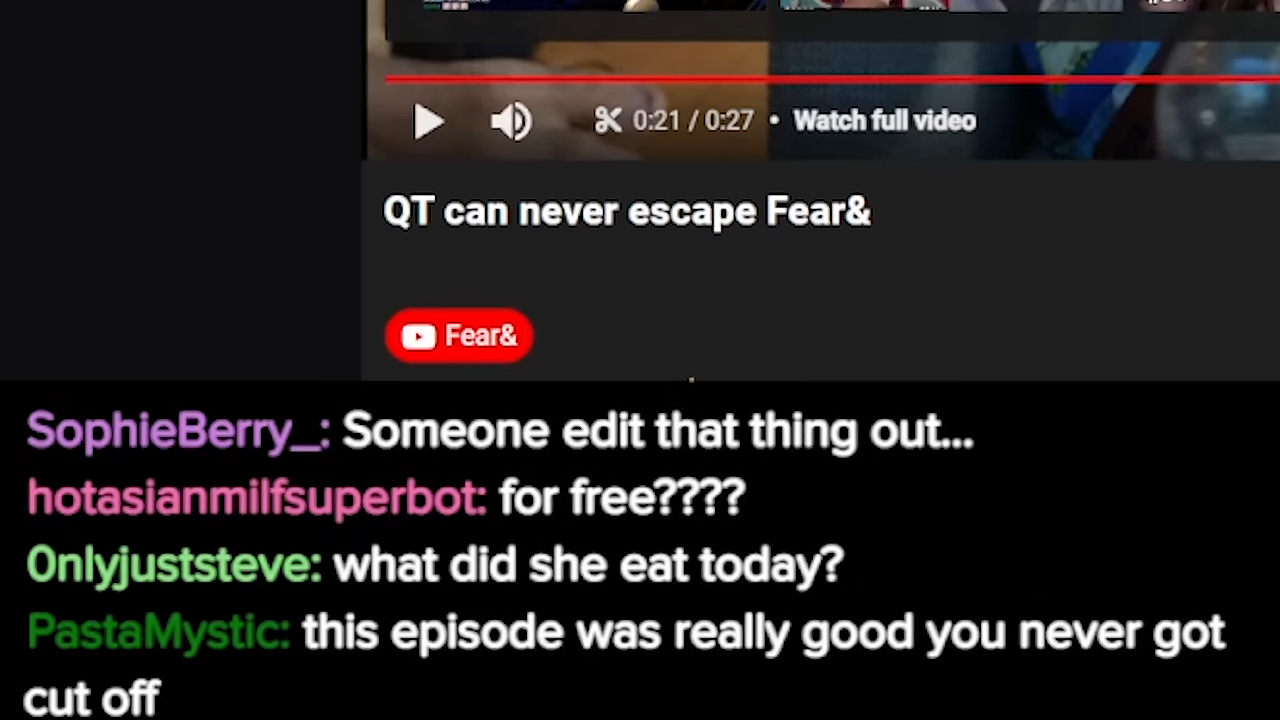 0:21 / 0:27 • Watch full video
QT can never escape Fear&
Fear&
SophieBerry_: Someone edit that thing out...
hotasianmilfsuperbot: for free????
0nlyjuststeve: what did she eat today?
PastaMystic: this episode was really good you never got
cut off